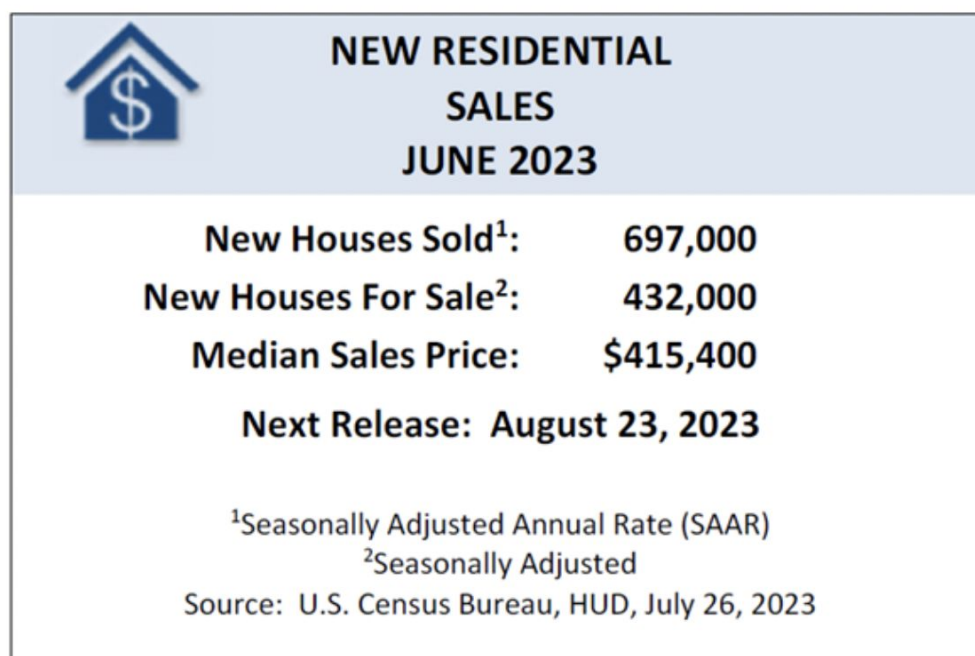 $
NEW RESIDENTIAL
SALES
JUNE 2023
New Houses Sold¹: 697,000
New Houses For Sale²: 432,000
Median Sales Price: $415,400
Next Release: August 23, 2023
¹Seasonally Adjusted Annual Rate (SAAR)
²Seasonally Adjusted
Source: U.S. Census Bureau, HUD, July 26, 2023